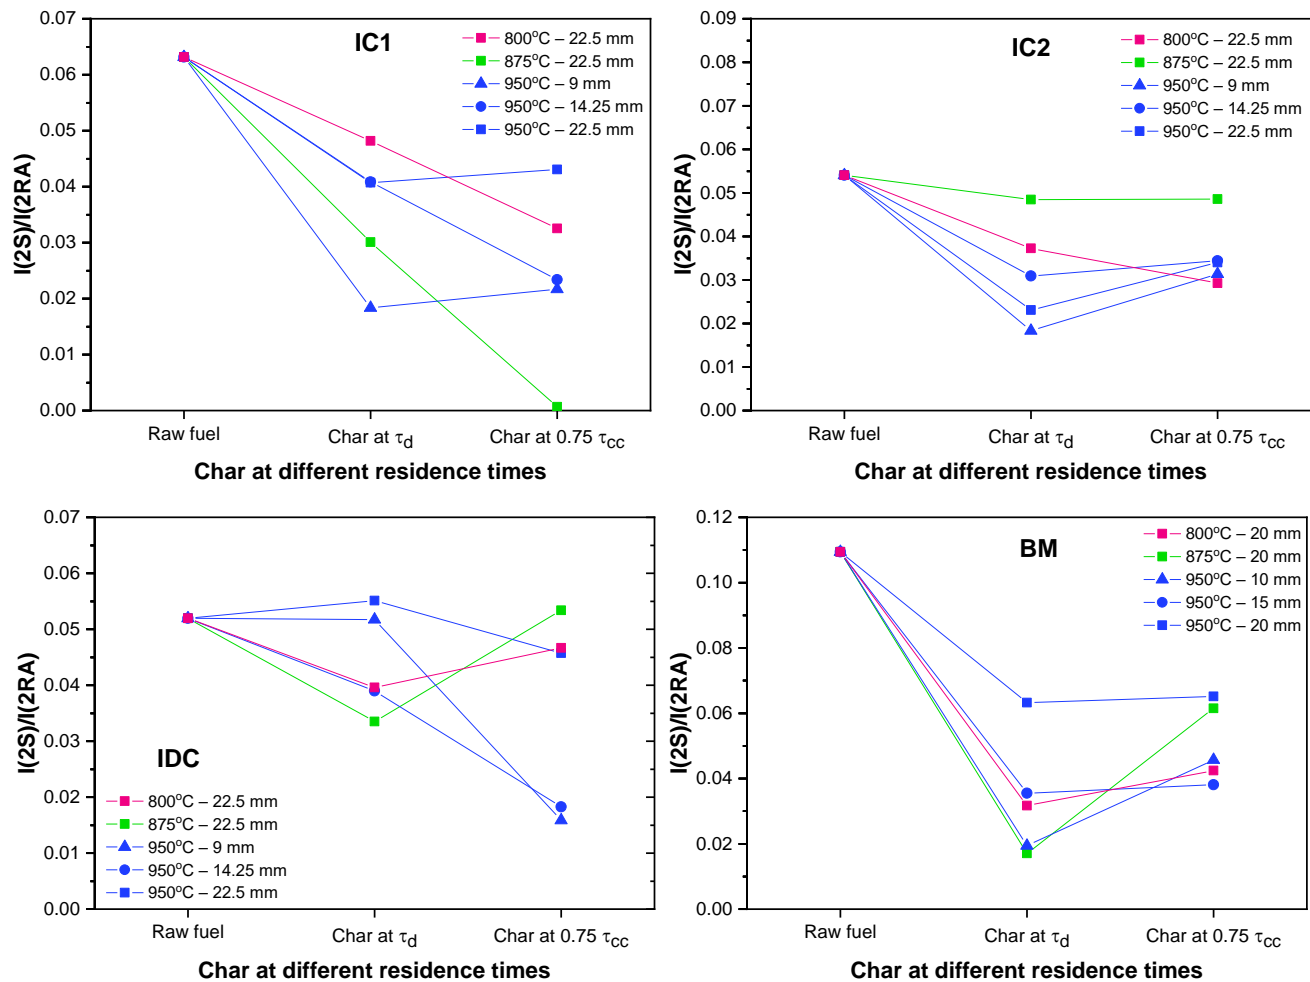 IC1
800°C – 22.5 mm
875°C – 22.5 mm
950°C – 9 mm
950°C – 14.25 mm
950°C – 22.5 mm
I(2S)/I(2RA)
0.07
0.06
0.05
0.04
0.03
0.02
0.01
0.00
Raw fuel
Char at τd
Char at 0.75 τcc
Char at different residence times
IC2
800°C – 22.5 mm
875°C – 22.5 mm
950°C – 9 mm
950°C – 14.25 mm
950°C – 22.5 mm
I(2S)/I(2RA)
0.09
0.08
0.07
0.06
0.05
0.04
0.03
0.02
0.01
0.00
Raw fuel
Char at τd
Char at 0.75 τcc
Char at different residence times
IDC
800°C – 22.5 mm
875°C – 22.5 mm
950°C – 9 mm
950°C – 14.25 mm
950°C – 22.5 mm
I(2S)/I(2RA)
0.07
0.06
0.05
0.04
0.03
0.02
0.01
0.00
Raw fuel
Char at τd
Char at 0.75 τcc
Char at different residence times
BM
800°C – 20 mm
875°C – 20 mm
950°C – 10 mm
950°C – 15 mm
950°C – 20 mm
I(2S)/I(2RA)
0.12
0.10
0.08
0.06
0.04
0.02
0.00
Raw fuel
Char at τd
Char at 0.75 τcc
Char at different residence times